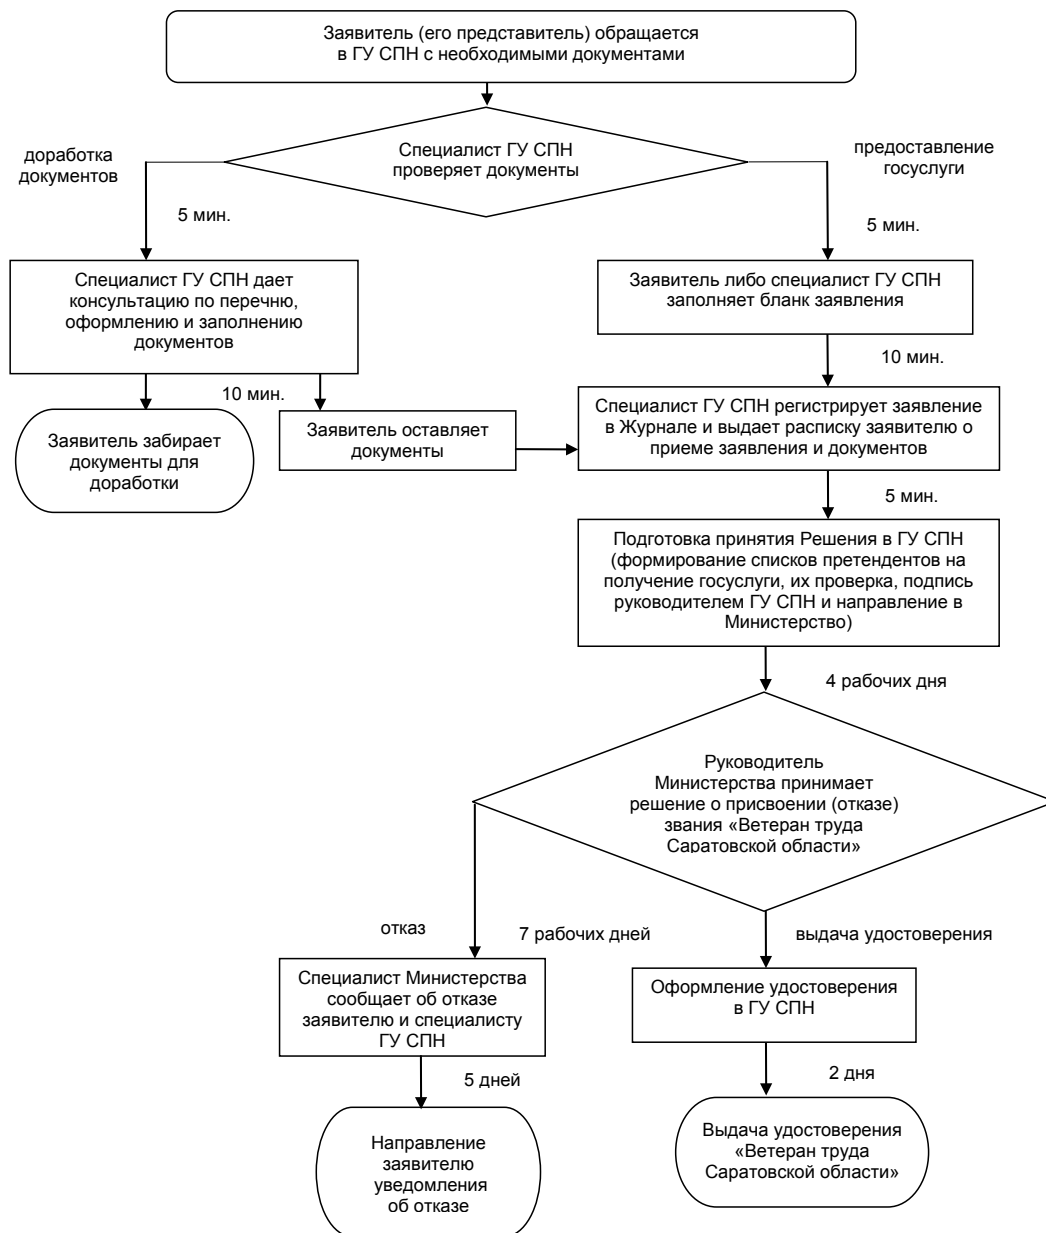 Заявитель (его представитель) обращается
в ГУ СПН с необходимыми документами
Специалист ГУ СПН
проверяет документы
доработка
документов
предоставление
госуслуги
5 мин.
5 мин.
Специалист ГУ СПН дает
консультацию по перечню,
оформлению и заполнению
документов
Заявитель либо специалист ГУ СПН
заполняет бланк заявления
10 мин.
10 мин.
Заявитель забирает
документы для
доработки
Заявитель оставляет
документы
Специалист ГУ СПН регистрирует заявление
в Журнале и выдает расписку заявителю о
приеме заявления и документов
5 мин.
Подготовка принятия Решения в ГУ СПН
(формирование списков претендентов на
получение госуслуги, их проверка, подпись
руководителем ГУ СПН и направление в
Министерство)
4 рабочих дня
Руководитель
Министерства принимает
решение о присвоении (отказе)
звания «Ветеран труда
Саратовской области»
отказ
7 рабочих дней
выдача удостоверения
Специалист Министерства
сообщает об отказе
заявителю и специалисту
ГУ СПН
Оформление удостоверения
в ГУ СПН
5 дней
2 дня
Направление
заявителю
уведомления
об отказе
Выдача удостоверения
«Ветеран труда
Саратовской области»